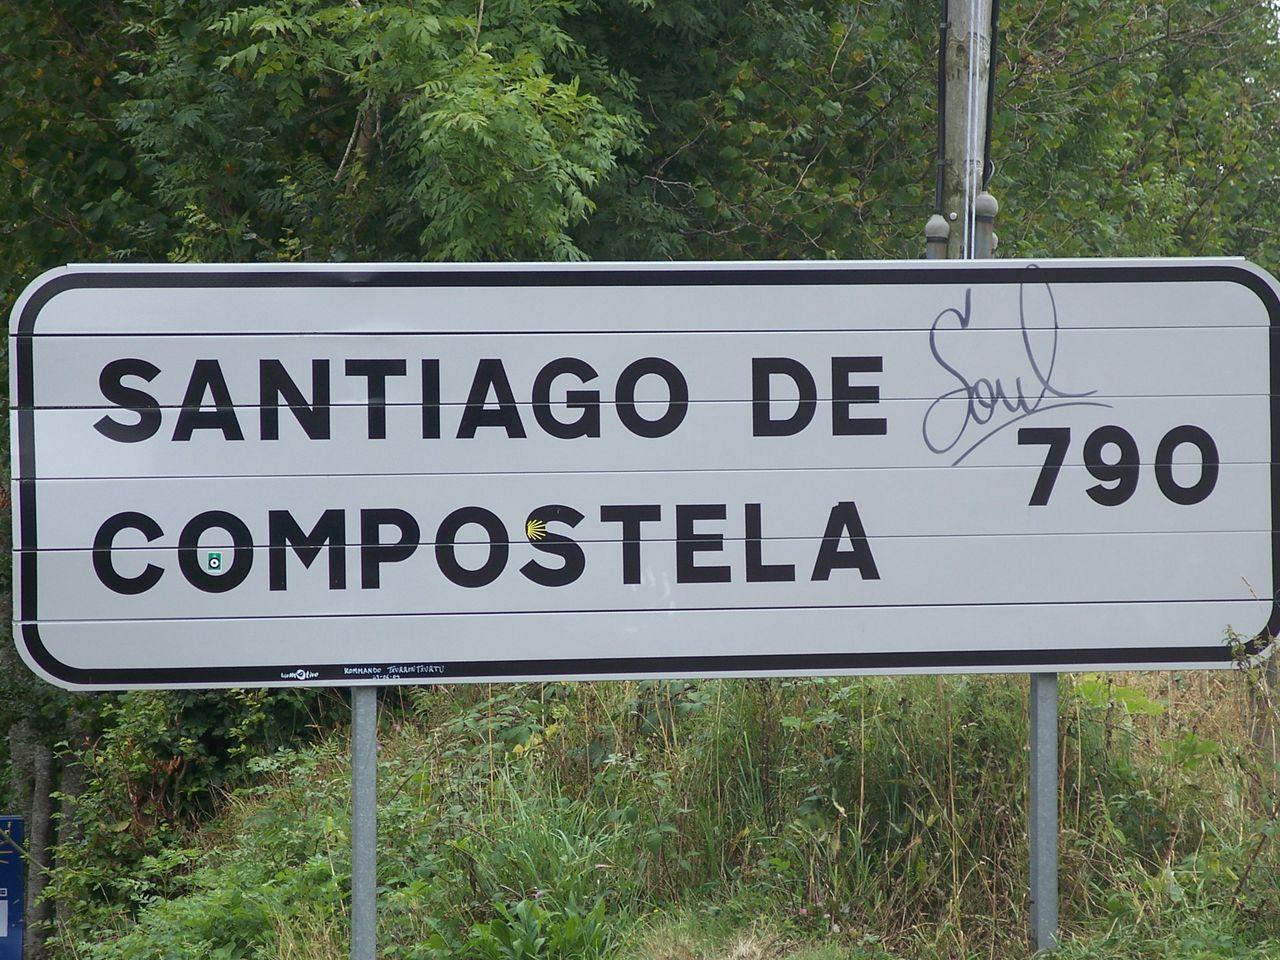 SANTIAGO DE
Soul
790
COMPOSTELA